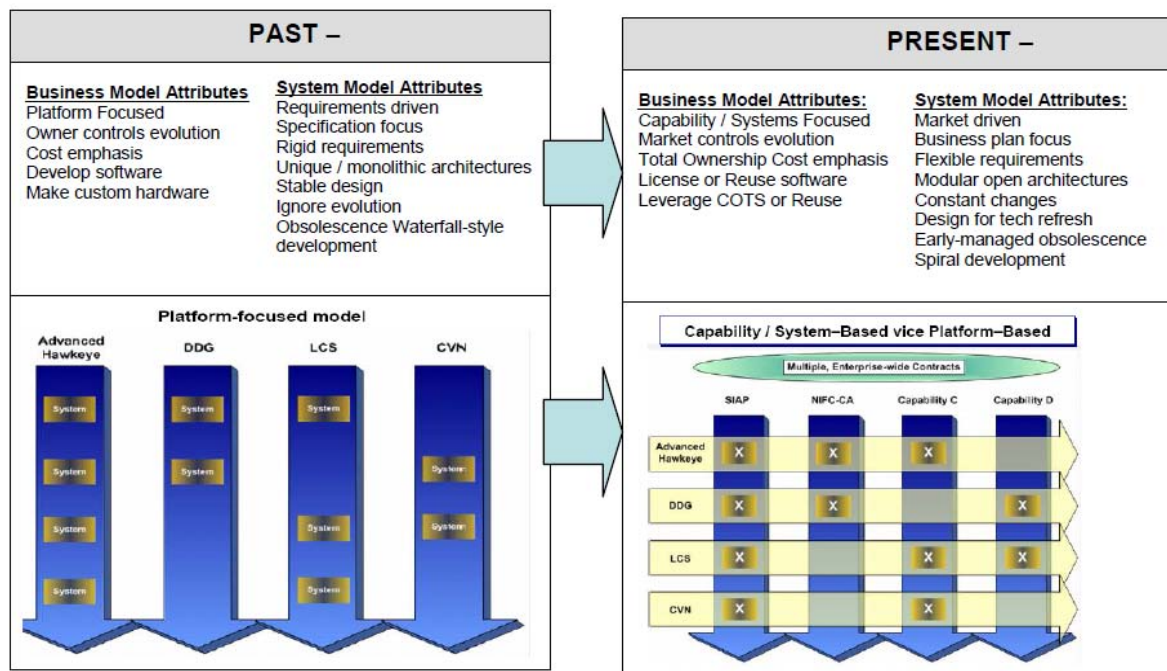 PAST –
Business Model Attributes
Platform Focused
Owner controls evolution
Cost emphasis
Develop software
Make custom hardware
System Model Attributes
Requirements driven
Specification focus
Rigid requirements
Unique / monolithic architectures
Stable design
Ignore evolution
Obsolescence Waterfall-style
development
PRESENT –
Business Model Attributes:
Capability / Systems Focused
Market controls evolution
Total Ownership Cost emphasis
License or Reuse software
Leverage COTS or Reuse
System Model Attributes:
Market driven
Business plan focus
Flexible requirements
Modular open architectures
Constant changes
Design for tech refresh
Early-managed obsolescence
Spiral development
Platform-focused model
Advanced
Hawkeye
DDG
LCS
CVN
System
System
System
System
System
System
System
System
System
System
System
Capability / System–Based vice Platform–Based
Multiple, Enterprise-wide Contracts
SIAP
NIFC-CA
Capability C
Capability D
Advanced
Hawkeye
X
X
X
DDG
X
X
X
LCS
X
X
X
CVN
X
X